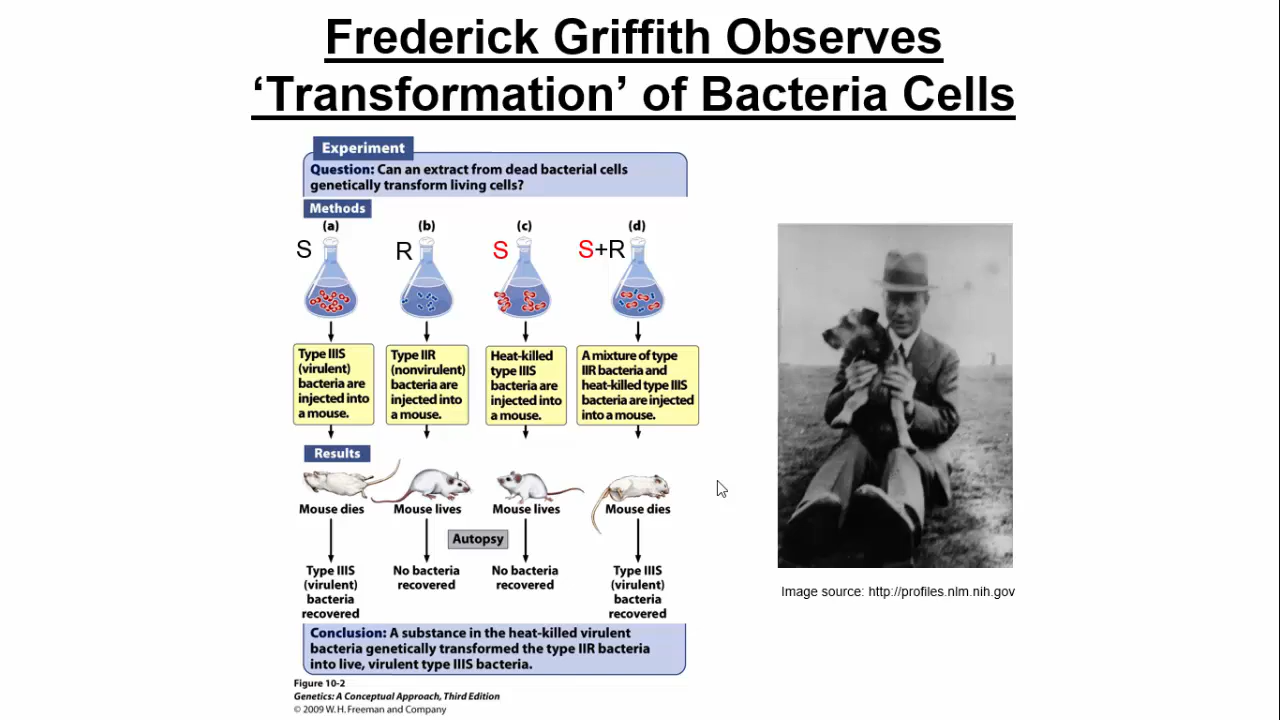 Frederick Griffith Observes
‘Transformation’ of Bacteria Cells
Experiment
Question: Can an extract from dead bacterial cells
genetically transform living cells?
Methods
(a)
(b)
(c)
(d)
S
R
S
S+R
Type IIIS
(virulent)
bacteria are
injected into
a mouse.
Type IIR
(nonvirulent)
bacteria are
injected into
a mouse.
Heat-killed
type IIIS
bacteria are
injected into
a mouse.
A mixture of type
IIR bacteria and
heat-killed type IIIS
bacteria are injected
into a mouse.
Results
Mouse dies
Mouse lives
Mouse lives
Mouse dies
Autopsy
Type IIIS
(virulent)
bacteria
recovered
No bacteria
recovered
No bacteria
recovered
Type IIIS
(virulent)
bacteria
recovered
Conclusion: A substance in the heat-killed virulent
bacteria genetically transformed the type IIR bacteria
into live, virulent type IIIS bacteria.
Figure 10-2
Genetics: A Conceptual Approach, Third Edition
© 2009 W. H. Freeman and Company
Image source: http://profiles.nlm.nih.gov